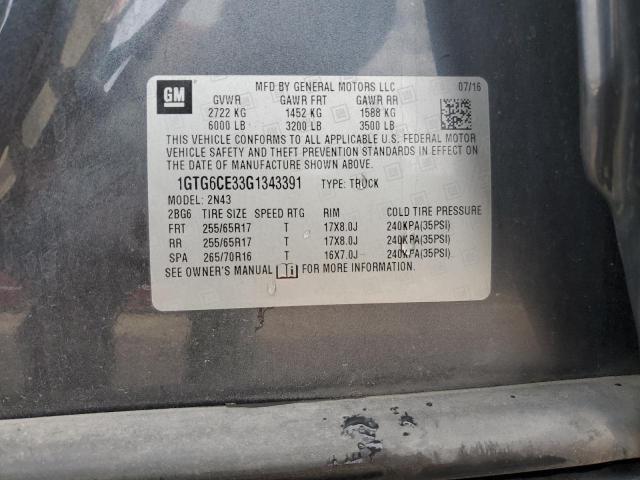 GM
MFD BY GENERAL MOTORS LLC 07/16
GVWR GAWR FRT GAWR RR
2722 KG 1452 KG 1588 KG
6000 LB 3200 LB 3500 LB
THIS VEHICLE CONFORMS TO ALL APPLICABLE U.S. FEDERAL MOTOR
VEHICLE SAFETY AND THEFT PREVENTION STANDARDS IN EFFECT ON
THE DATE OF MANUFACTURE SHOWN ABOVE.
1GTG6CE33G1343391 TYPE: TRUCK
MODEL: 2N43
2BG6 TIRE SIZE SPEED RTG RIM COLD TIRE PRESSURE
FRT 255/65R17 T 17X8.0J 240KPA(35PSI)
RR 255/65R17 T 17X8.0J 240KPA(35PSI)
SPA 265/70R16 T 16X7.0J 240KPA(35PSI)
SEE OWNER'S MANUAL FOR MORE INFORMATION.